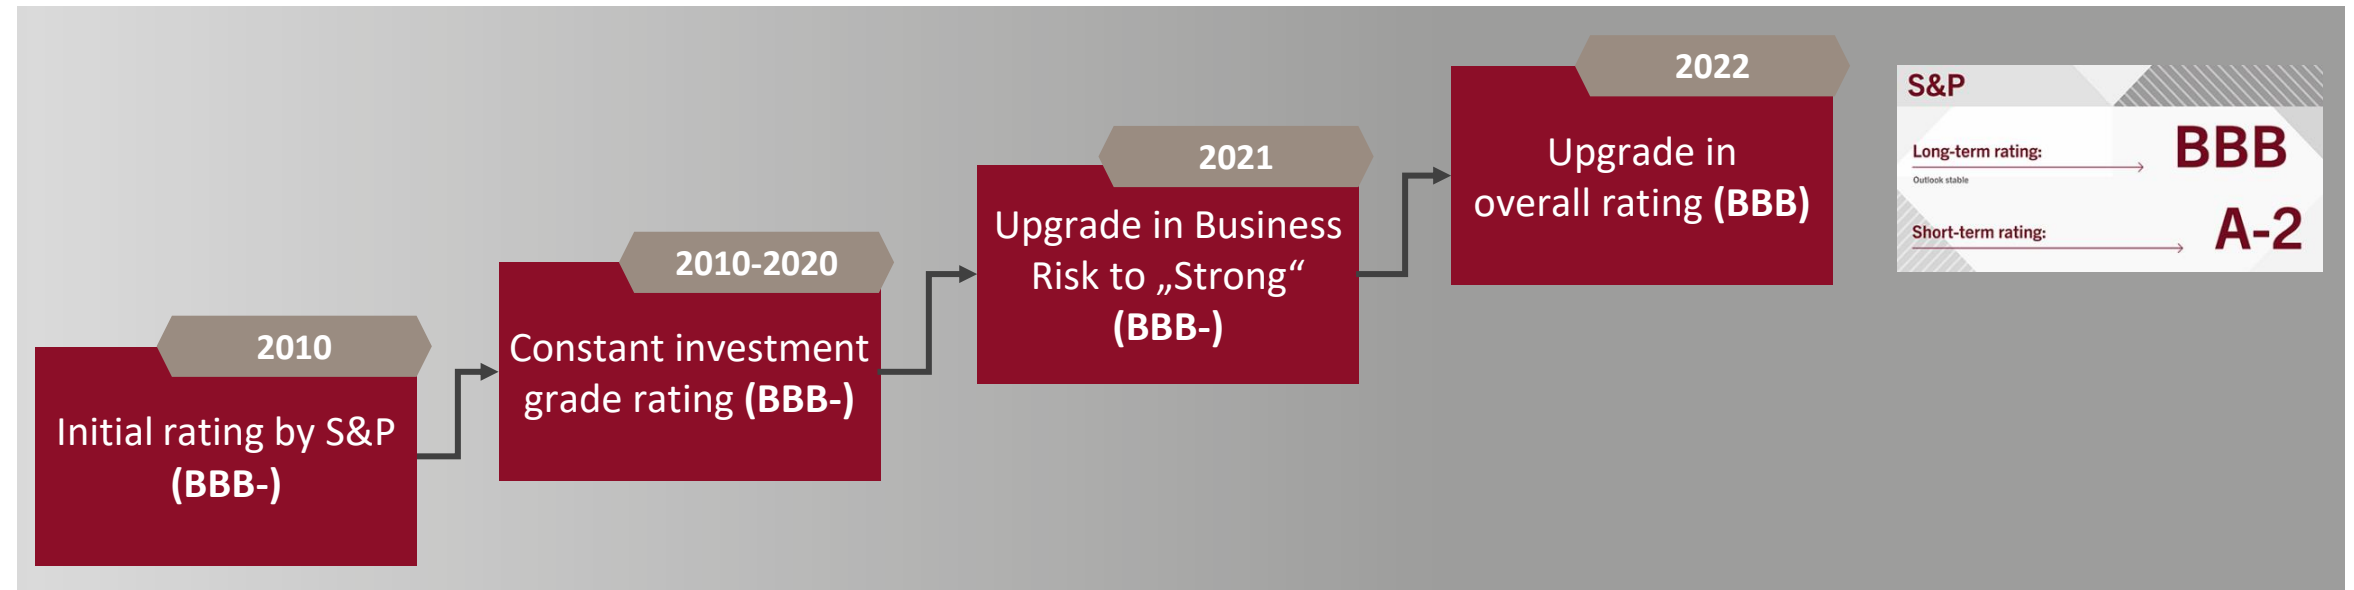 2010
Initial rating by S&P
(BBB-)
2010-2020
Constant investment
grade rating (BBB-)
2021
Upgrade in Business
Risk to „Strong“
(BBB-)
2022
Upgrade in
overall rating (BBB)
S&P
Long-term rating:
BBB
Outlook stable
Short-term rating:
A-2